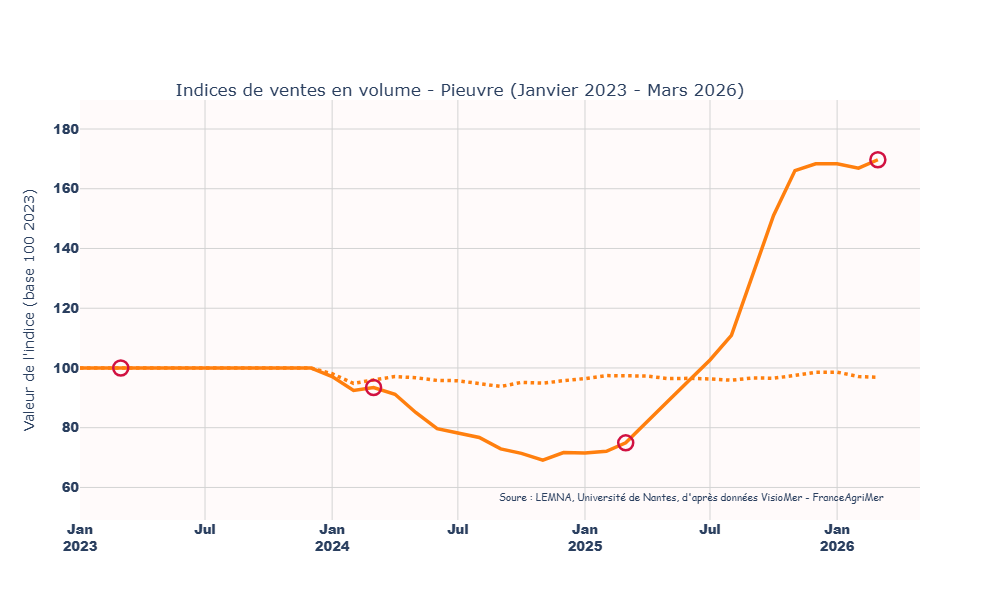 Indices de ventes en volume - Pieuvre (Janvier 2023 - Mars 2026)
Valeur de l'indice (base 100 2023)
180
160
140
120
100
80
60
Soure : LEMNA, Université de Nantes, d'après données VisioMer - FranceAgriMer
Jan Jul Jan Jul Jan Jul Jan
2023 2024 2025 2026